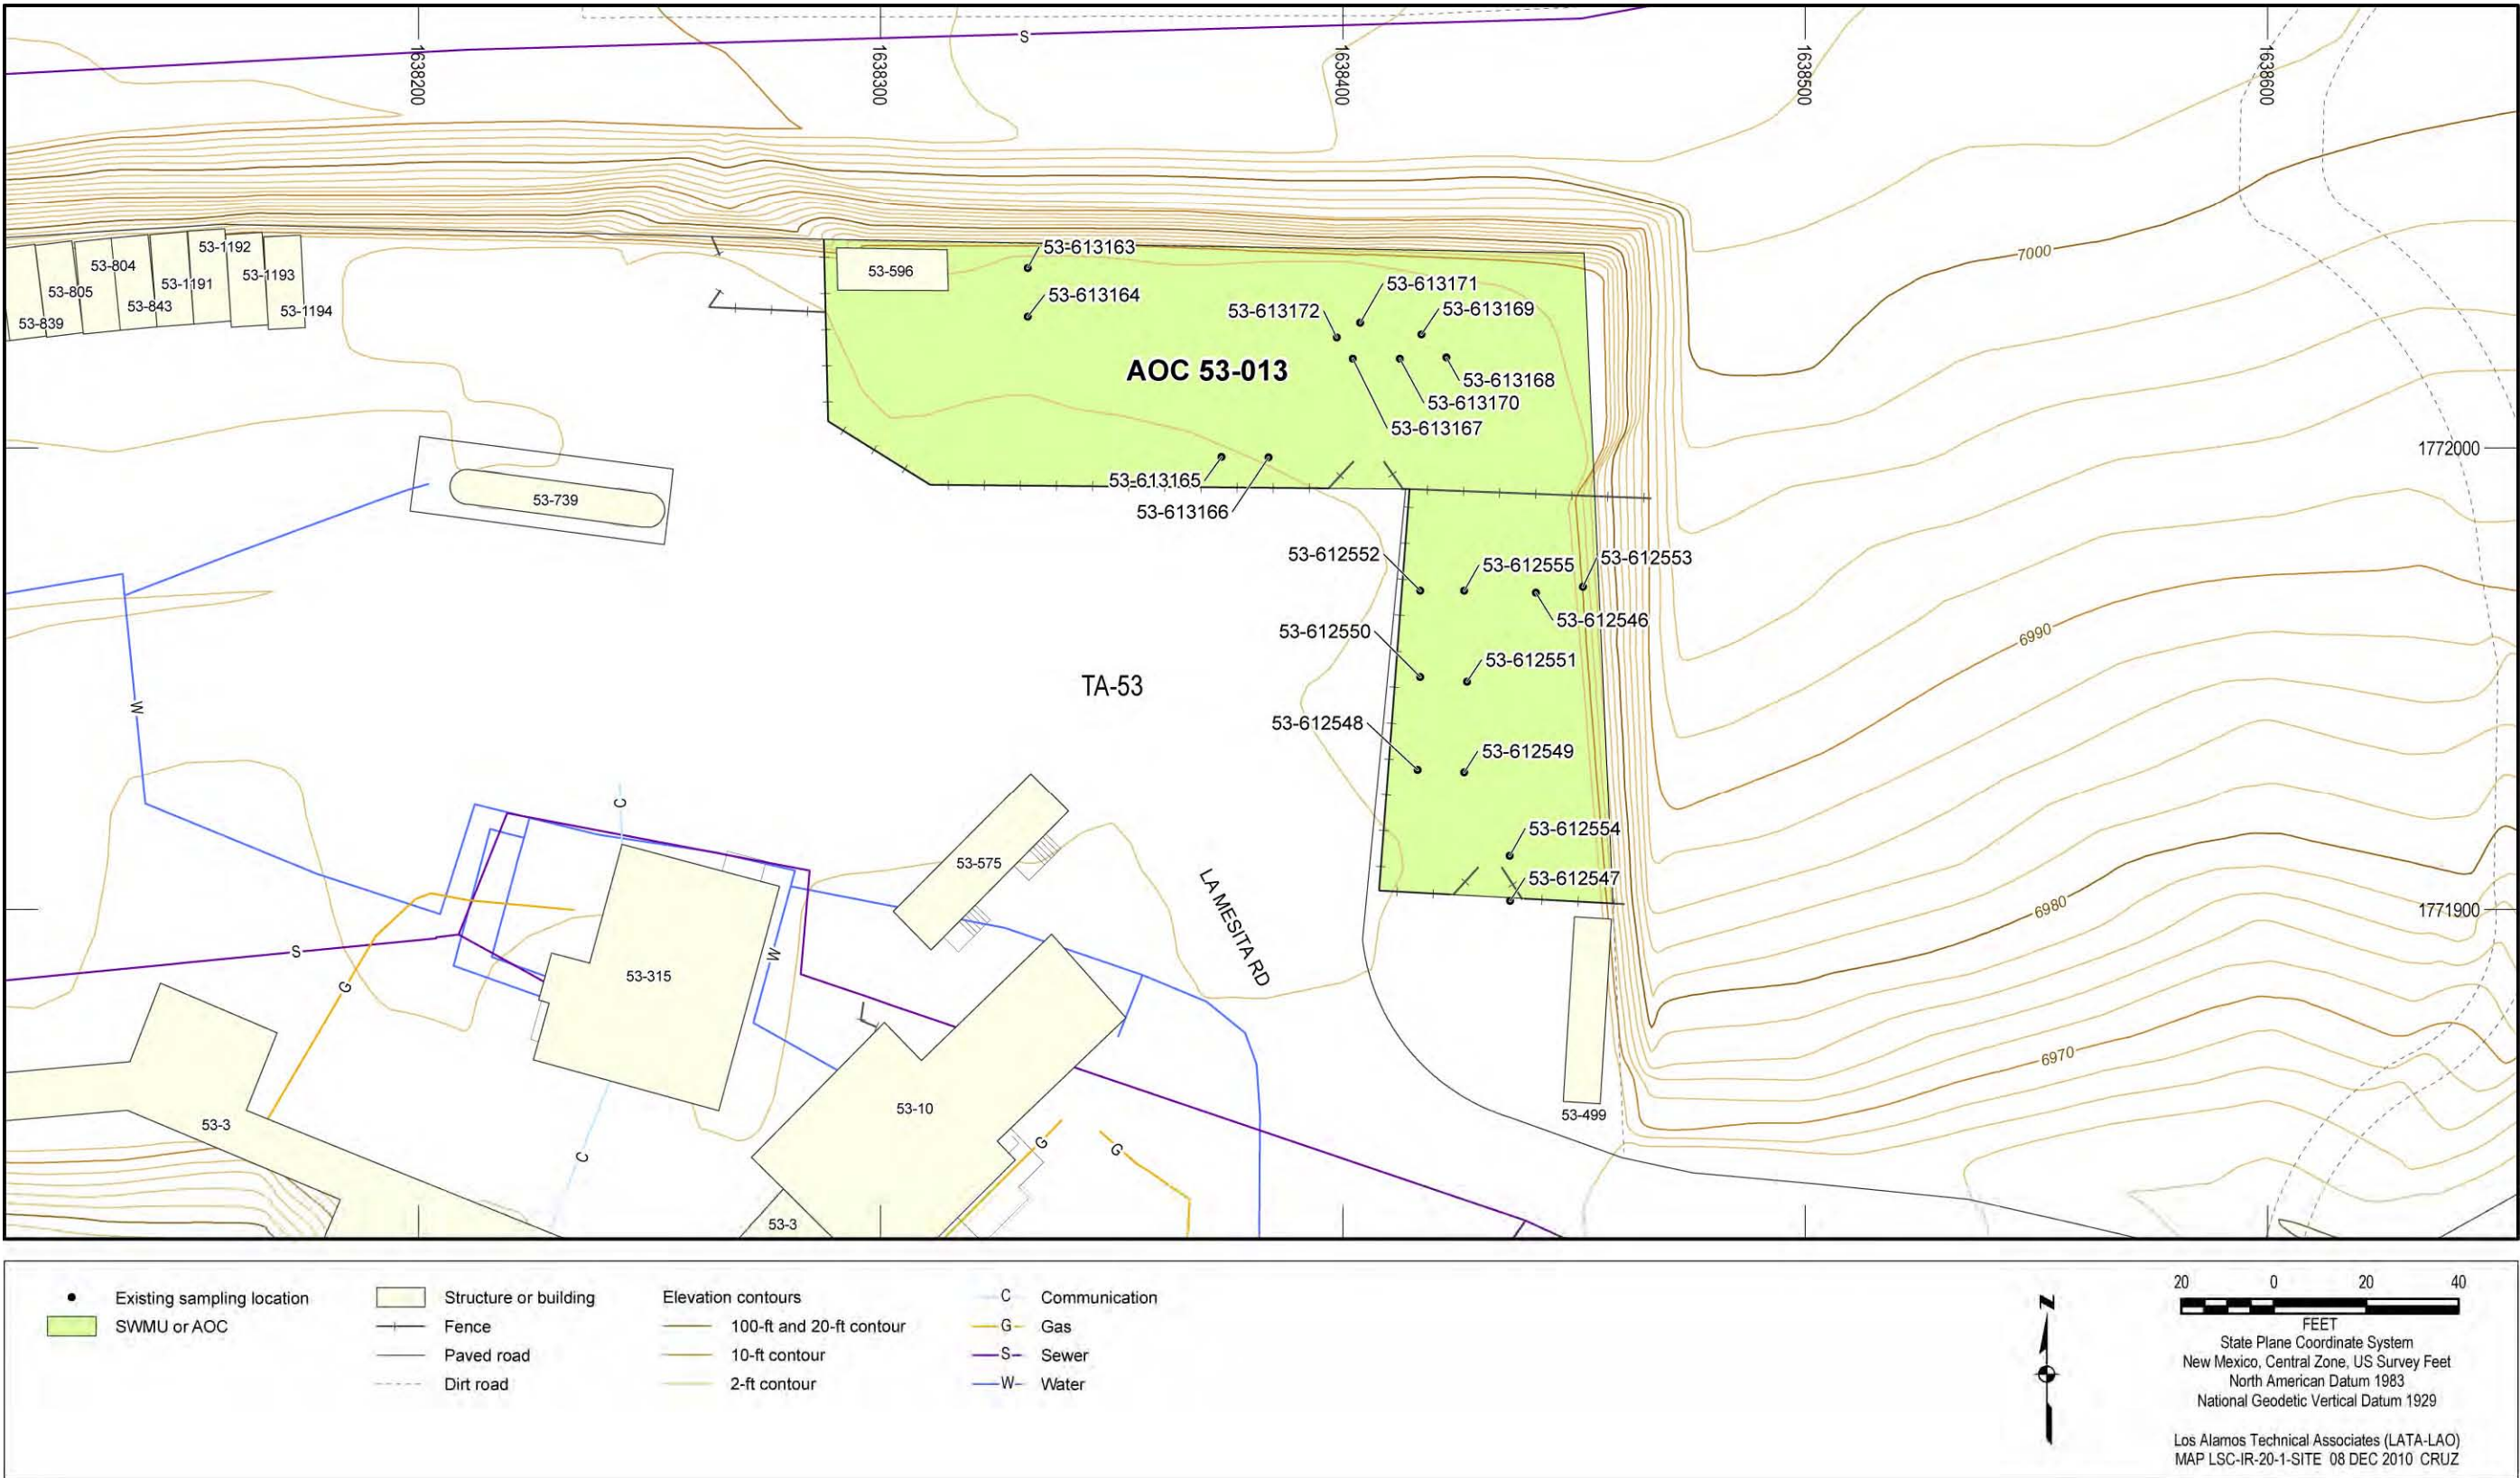 S
1638200
1638300
1638400
1638500
1638600
53-1192
53-804
53-1193
53-805
53-1191
53-843
53-1194
53-839
53-596
53-613163
53-613164
53-613171
53-613172
53-613169
AOC 53-013
53-613168
53-613170
53-613167
7000
1772000
53-739
53-613165
53-613166
53-612552
53-612555
53-612553
53-612546
53-612550
6990
53-612551
TA-53
W
53-612548
53-612549
C
53-612554
53-575
53-612547
LA MESITA RD
6980
1771900
S
W
G
53-315
6970
53-10
53-499
53-3
G
G
C
53-3
Existing sampling location
SWMU or AOC
Structure or building
Fence
Paved road
Dirt road
Elevation contours
100-ft and 20-ft contour
10-ft contour
2-ft contour
C Communication
G Gas
S Sewer
W Water
N
20 0 20 40
FEET
State Plane Coordinate System
New Mexico, Central Zone, US Survey Feet
North American Datum 1983
National Geodetic Vertical Datum 1929
Los Alamos Technical Associates (LATA-LAO)
MAP LSC-IR-20-1-SITE 08 DEC 2010 CRUZ